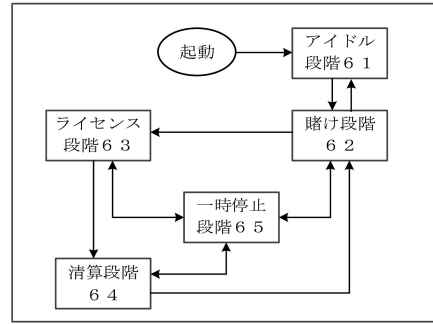 起動
アイドル
段階６１
ライセンス
段階６３
賭け段階
６２
一時停止
段階６５
清算段階
６４